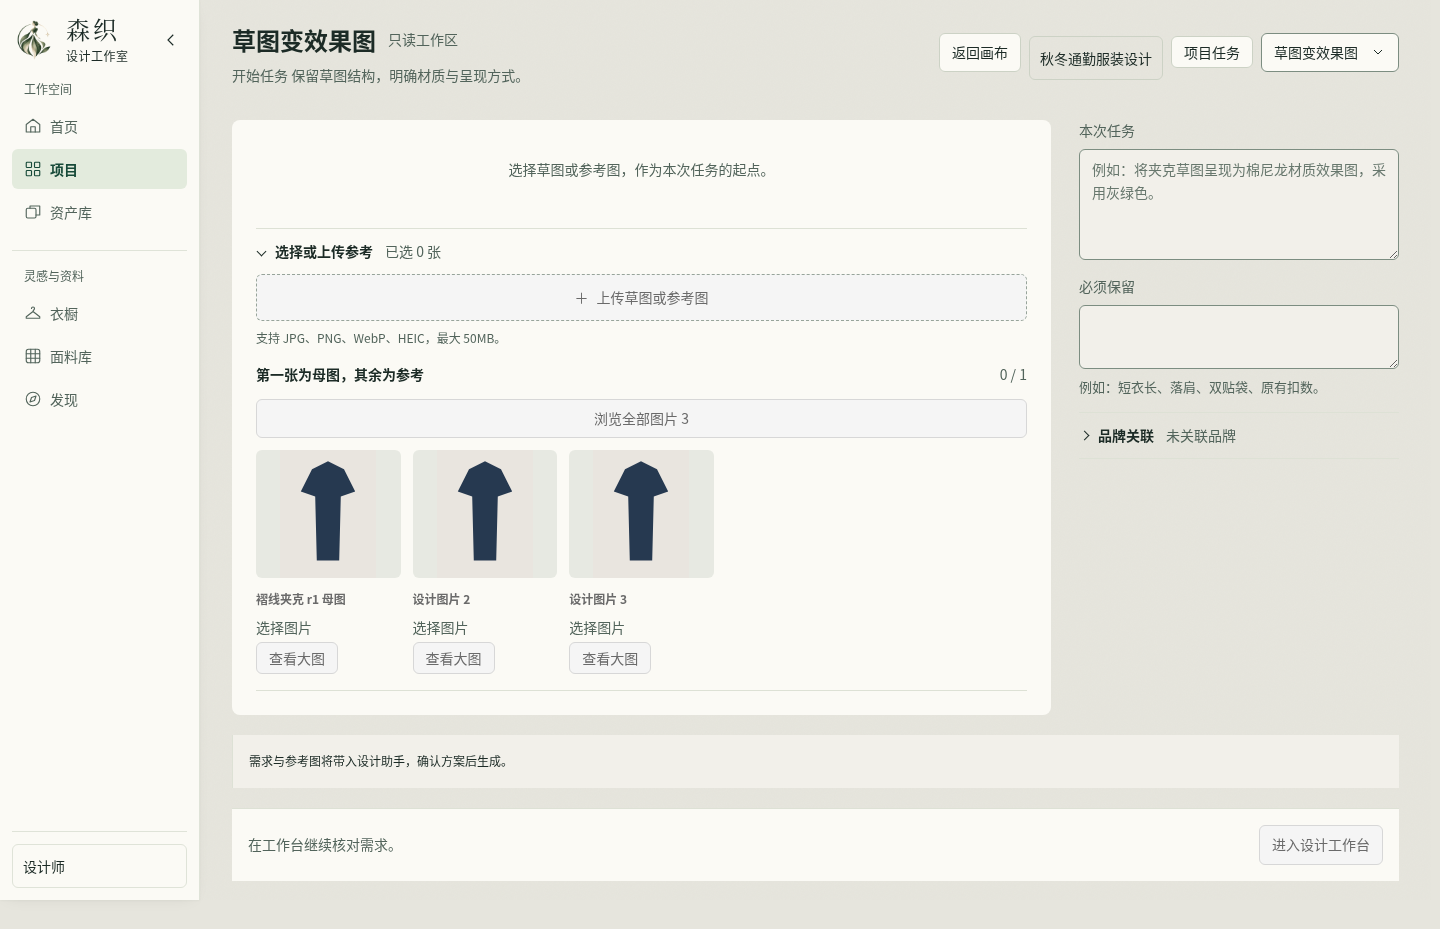 森织
设计工作室
工作空间
首页
项目
资产库
灵感与资料
衣橱
面料库
发现
设计师
草图变效果图 只读工作区
开始任务 保留草图结构，明确材质与呈现方式。
返回画布
秋冬通勤服装设计
项目任务
草图变效果图
选择草图或参考图，作为本次任务的起点。
选择或上传参考 已选 0 张
＋ 上传草图或参考图
支持 JPG、PNG、WebP、HEIC，最大 50MB。
第一张为母图，其余为参考 0 / 1
浏览全部图片 3
褶线夹克 r1 母图
选择图片
查看大图
设计图片 2
选择图片
查看大图
设计图片 3
选择图片
查看大图
本次任务
例如：将夹克草图呈现为棉尼龙材质效果图，采
用灰绿色。
必须保留
例如：短衣长、落肩、双贴袋、原有扣数。
品牌关联 未关联品牌
需求与参考图将带入设计助手，确认方案后生成。
在工作台继续核对需求。
进入设计工作台